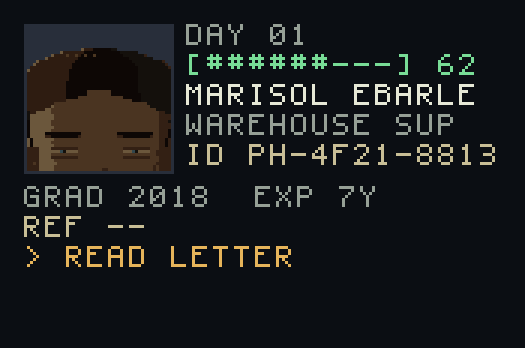 DAY 01
[######---] 62
MARISOL EBARLE
WAREHOUSE SUP
ID PH-4F21-8813
GRAD 2018 EXP 7Y
REF --
> READ LETTER